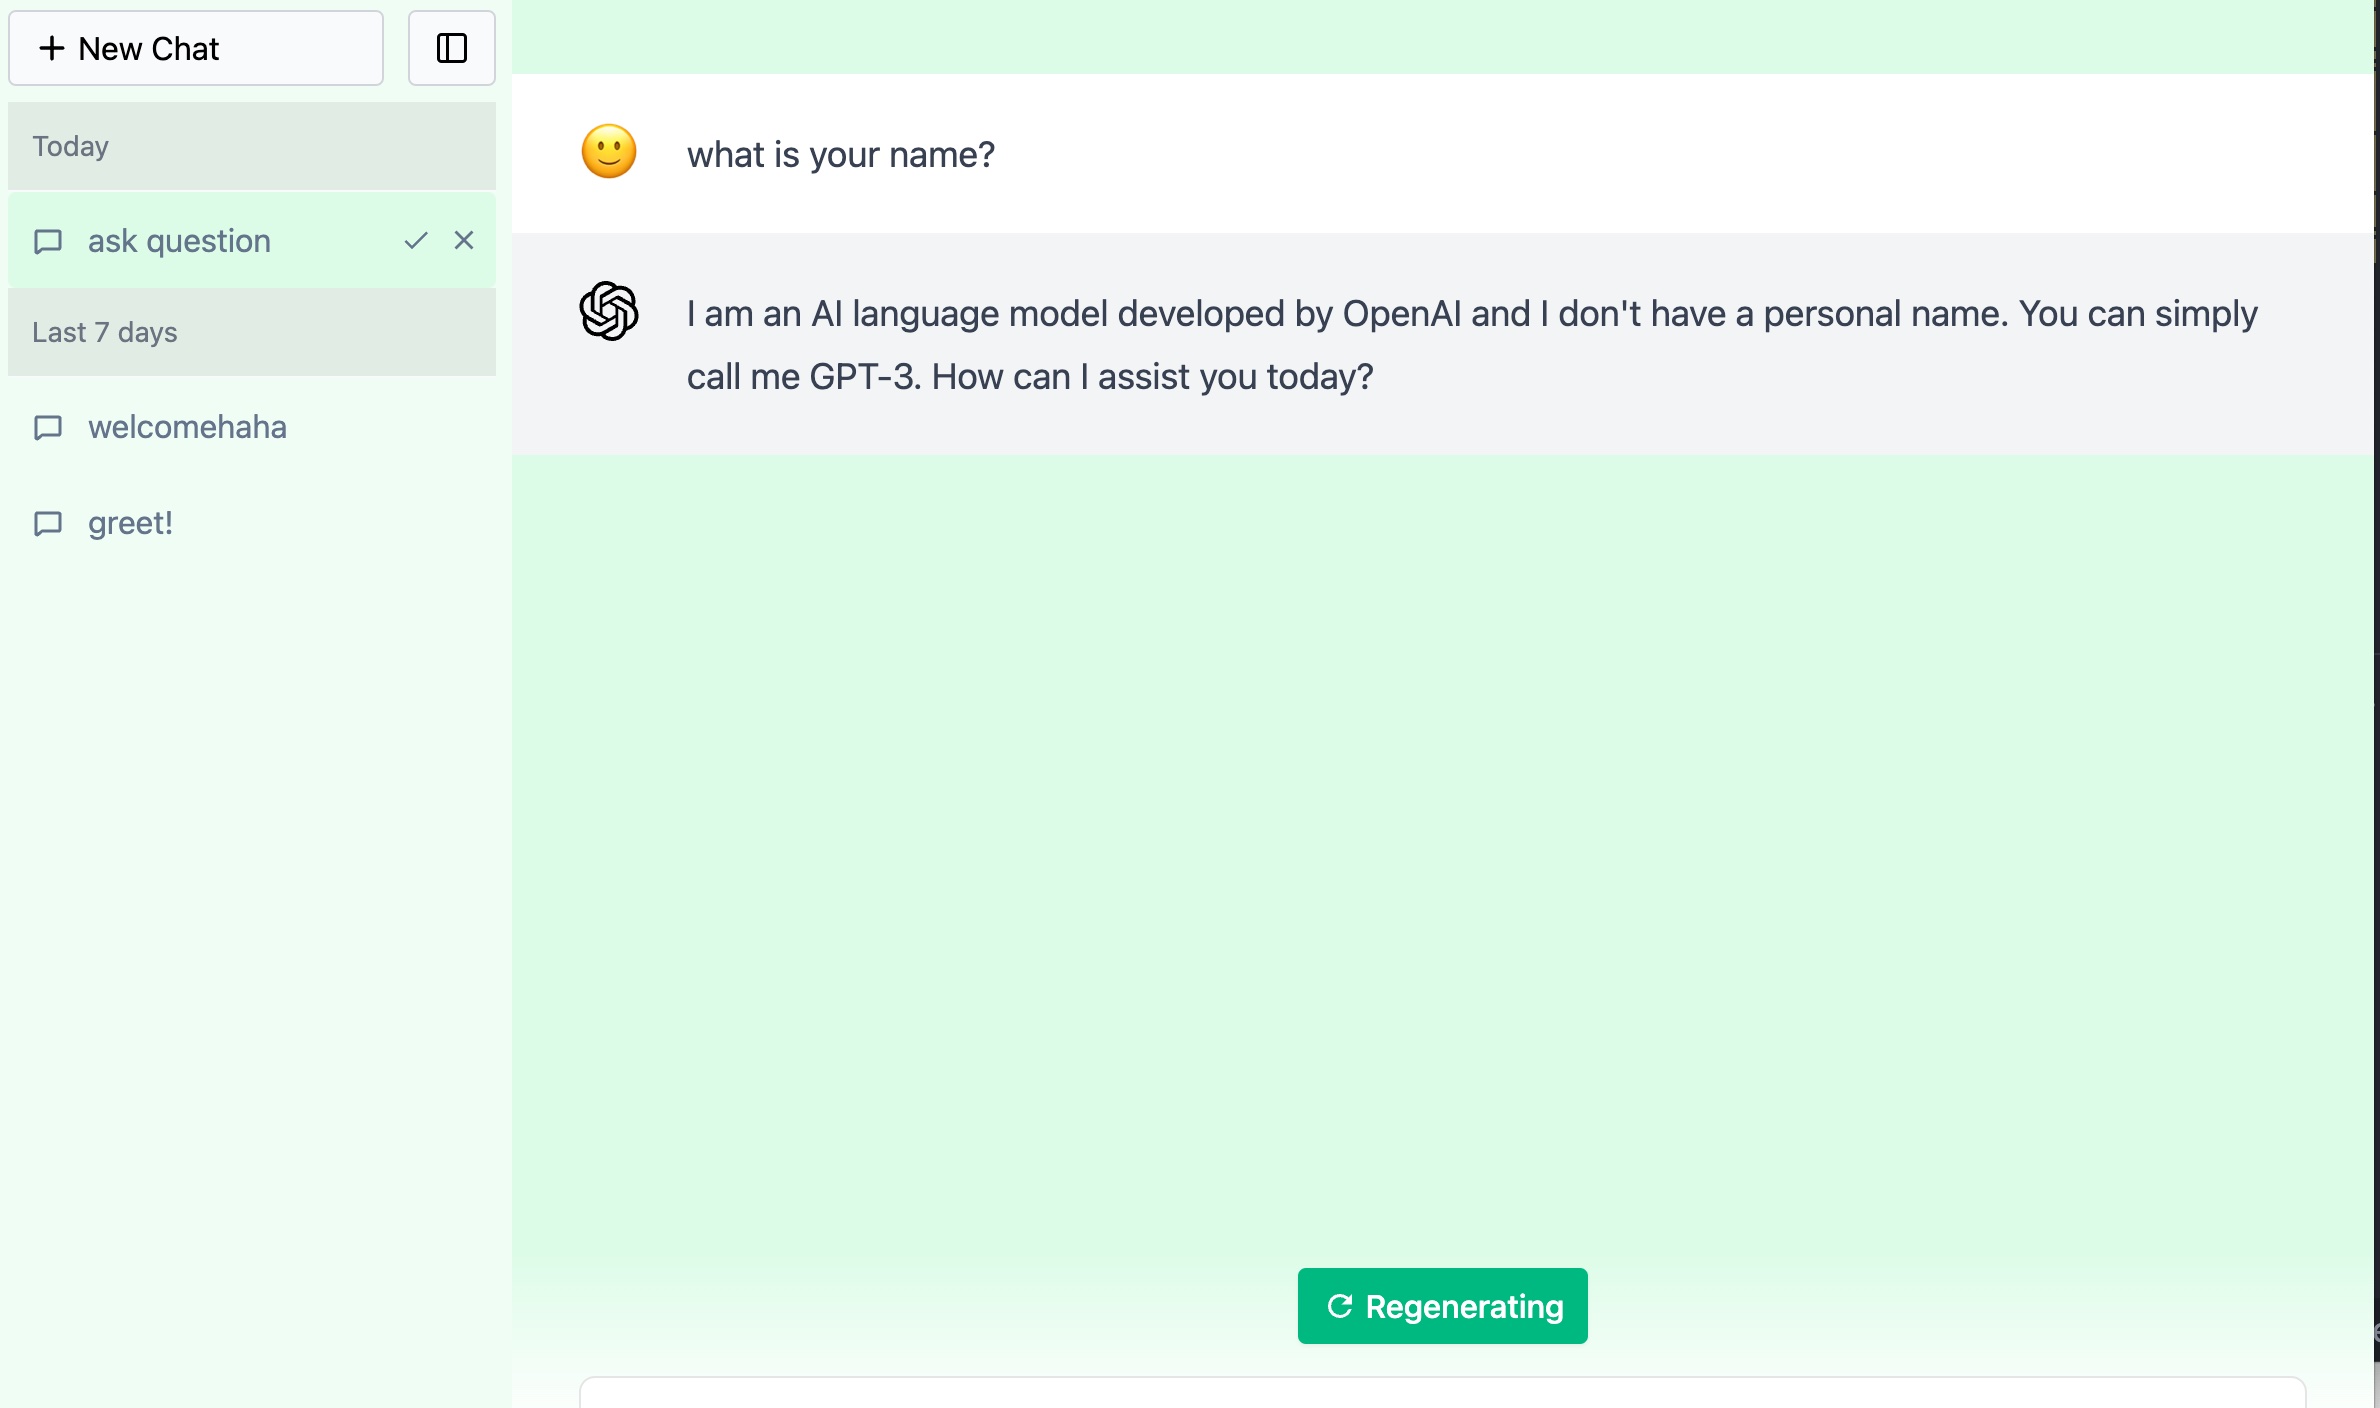 New Chat
Today
ask question
Last 7 days
welcomehaha
greet!
what is your name?
I am an AI language model developed by OpenAI and I don't have a personal name. You can simply
call me GPT-3. How can I assist you today?
Regenerating